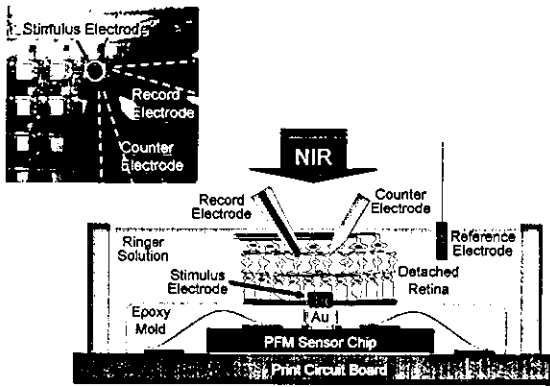 Stimulus Electrode
Record
Electrode
Counter
Electrode
NIR
Record
Electrode
Counter
Electrode
Ringer
Solution
Reference
Electrode
Stimulus
Electrode
Detached
Retina
Epoxy
Mold
Au
PFM Sensor Chip
Print Circuit Board